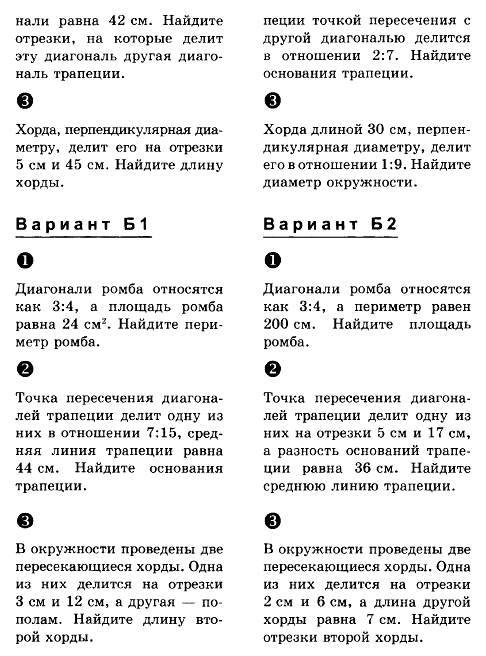 нали равна 42 см. Найдите
отрезки, на которые делит
эту диагональ другая диаго-
наль трапеции.
3
Хорда, перпендикулярная диа-
метру, делит его на отрезки
5 см и 45 см. Найдите длину
хорды.
Вариант Б1
1
Диагонали ромба относятся
как 3:4, а площадь ромба
равна 24 см². Найдите пери-
метр ромба.
2
Точка пересечения диагона-
лей трапеции делит одну из
них в отношении 7:15, сред-
няя линия трапеции равна
44 см. Найдите основания
трапеции.
3
В окружности проведены две
пересекающиеся хорды. Одна
из них делится на отрезки
3 см и 12 см, а другая — по-
полам. Найдите длину вто-
рой хорды.
пеции точкой пересечения с
другой диагональю делится
в отношении 2:7. Найдите
основания трапеции.
3
Хорда длиной 30 см, перпен-
дикулярная диаметру, делит
его в отношении 1:9. Найдите
диаметр окружности.
Вариант Б2
1
Диагонали ромба относятся
как 3:4, а периметр равен
200 см. Найдите площадь
ромба.
2
Точка пересечения диагона-
лей трапеции делит одну из
них на отрезки 5 см и 17 см,
а разность оснований трапе-
ции равна 36 см. Найдите
среднюю линию трапеции.
3
В окружности проведены две
пересекающиеся хорды. Одна
из них делится на отрезки
2 см и 6 см, а длина другой
хорды равна 7 см. Найдите
отрезки второй хорды.